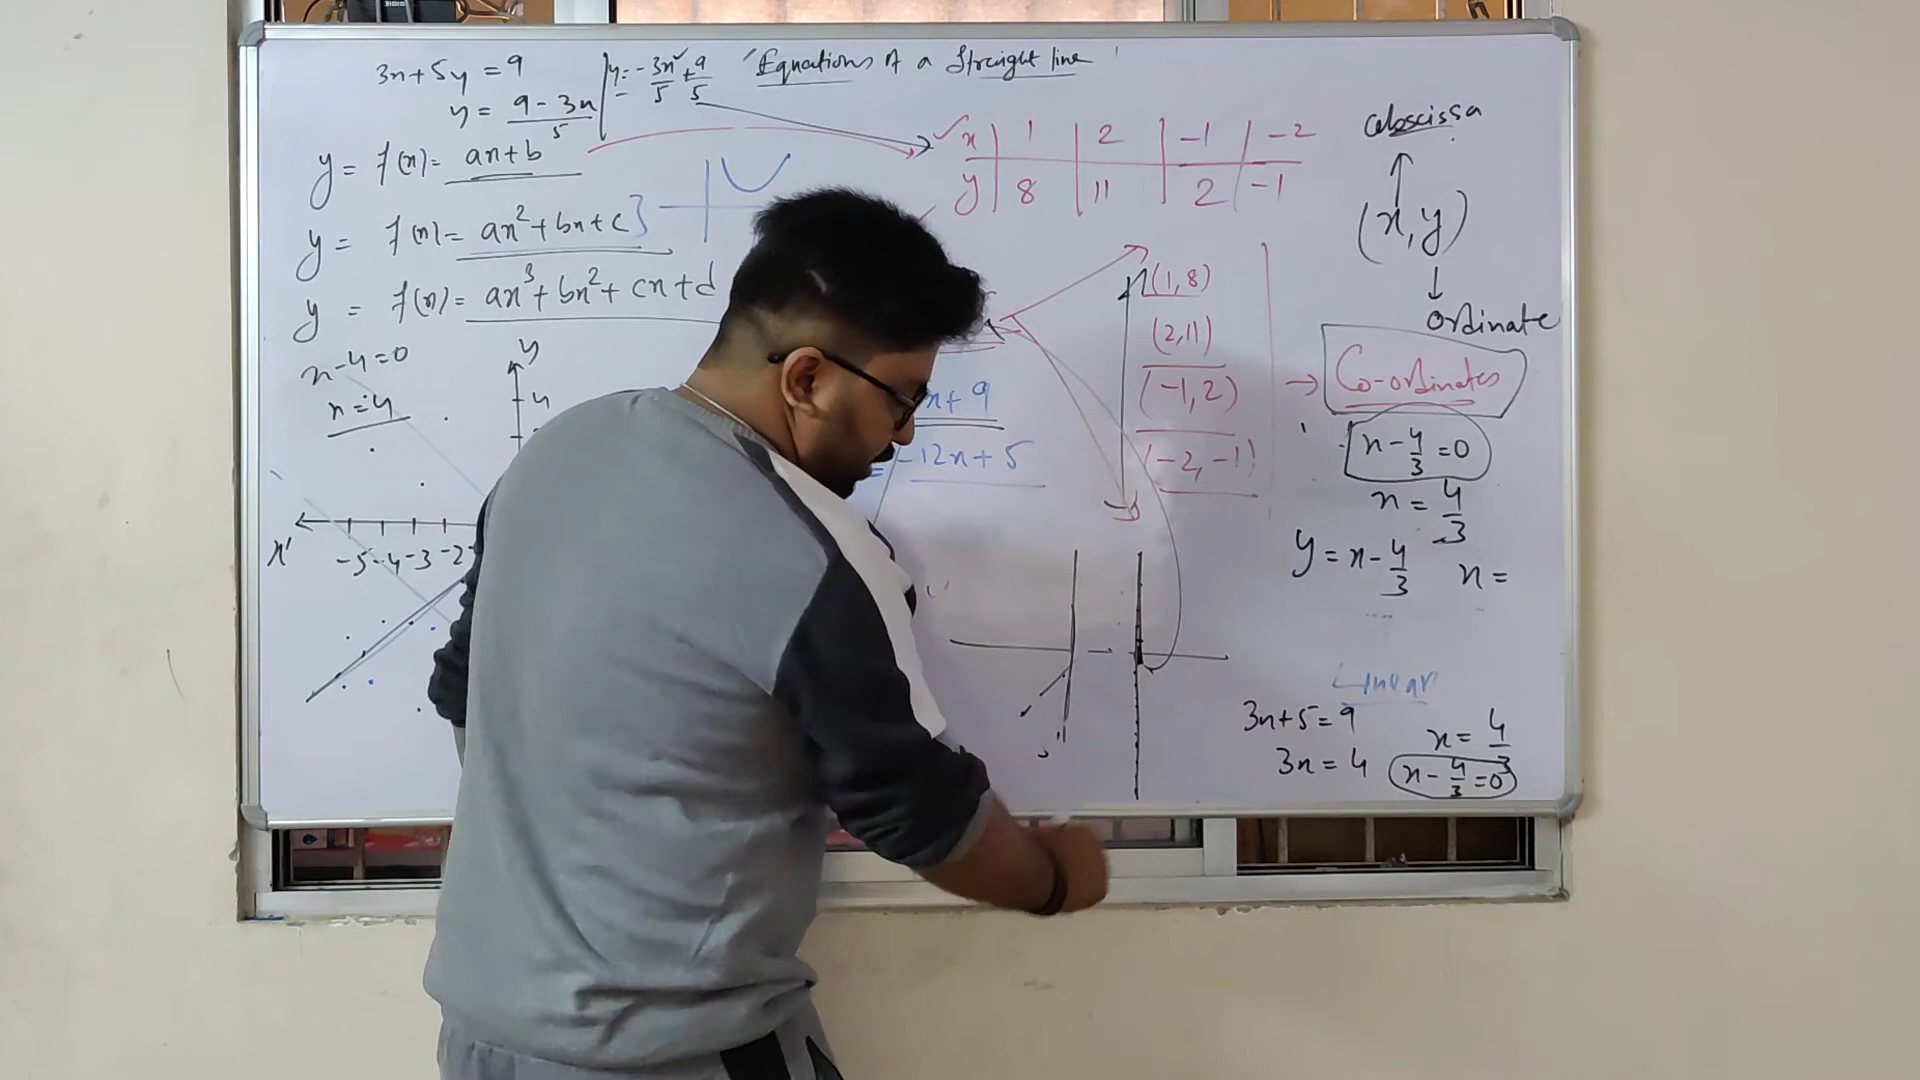 'Equations of a Straight line'
3x + 5y = 9
y = 9 - 3x / 5
y = -3x/5 + 9/5
y = f(x) = ax + b
y = f(x) = ax² + bx + c}
y = f(x) = ax³ + bx² + cx + d
x - 4 = 0
x = 4
y
4
x'
-5 -4 -3 -2
✓ x | 1 | 2 | -1 | -2
y | 8 | 11 | 2 | -1
(1, 8)
(2, 11)
(-1, 2)
(-2, -1)
x + 9
= -12x + 5
abscissa
(x, y)
ordinate
Co-ordinates
x - 4/3 = 0
x = 4/3
y = x - 4/3
x =
Linear
3x + 5 = 9
3x = 4
x = 4/3
x - 4/3 = 0